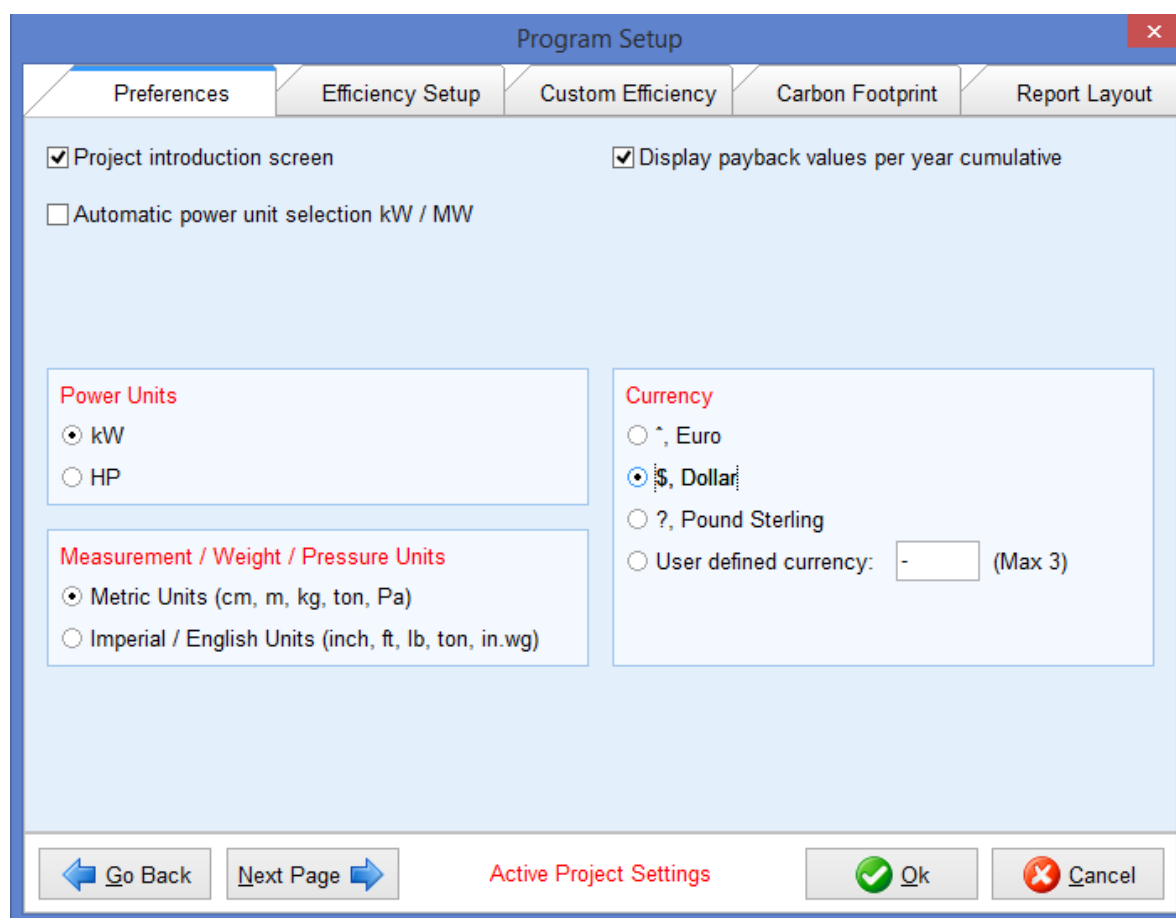 Program Setup
Preferences
Efficiency Setup
Custom Efficiency
Carbon Footprint
Report Layout
Project introduction screen
Display payback values per year cumulative
Automatic power unit selection kW / MW
Power Units
kW
HP
Measurement / Weight / Pressure Units
Metric Units (cm, m, kg, ton, Pa)
Imperial / English Units (inch, ft, lb, ton, in.wg)
Currency
ˆ, Euro
$, Dollar
?, Pound Sterling
User defined currency: - (Max 3)
Go Back
Next Page
Active Project Settings
Ok
Cancel